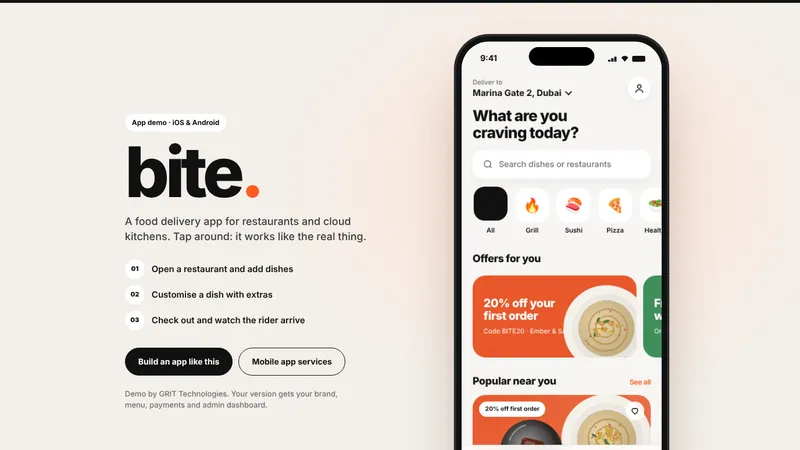 App demo · iOS & Android
bite.
A food delivery app for restaurants and cloud
kitchens. Tap around: it works like the real thing.
01 Open a restaurant and add dishes
02 Customise a dish with extras
03 Check out and watch the rider arrive
Build an app like this
Mobile app services
Demo by GRIT Technologies. Your version gets your brand,
menu, payments and admin dashboard.
9:41
Deliver to
Marina Gate 2, Dubai
What are you
craving today?
Search dishes or restaurants
All
Grill
Sushi
Pizza
Offers for you
20% off your
first order
Code BITE20 · Ember &
Popular near you
See all
20% off first order